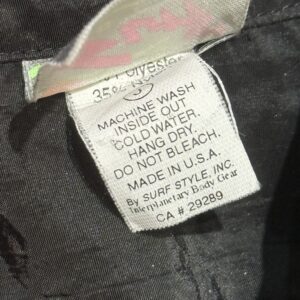 Polyester
35%
MACHINE WASH
INSIDE OUT
COLD WATER.
HANG DRY.
DO NOT BLEACH.
MADE IN U.S.A.
By SURF STYLE, INC.
Interplanetary Body Gear
CA # 29289